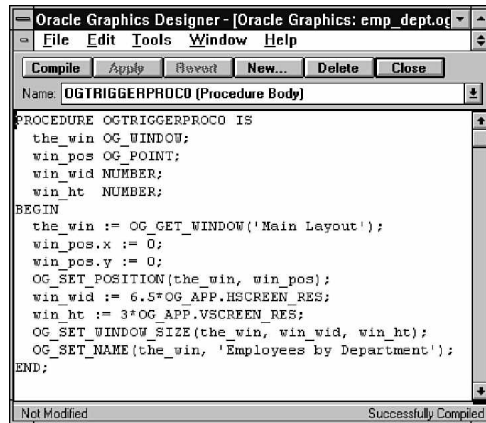 Oracle Graphics Designer - [Oracle Graphics: emp_dept.og
File Edit Tools Window Help
Compile Apply Revert New... Delete Close
Name: OGTRIGGERPROC0 (Procedure Body)
PROCEDURE OGTRIGGERPROC0 IS
the_win OG_WINDOW;
win_pos OG_POINT;
win_wid NUMBER;
win_ht NUMBER;
BEGIN
the_win := OG_GET_WINDOW('Main Layout');
win_pos.x := 0;
win_pos.y := 0;
OG_SET_POSITION(the_win, win_pos);
win_wid := 6.5*OG_APP.HSCREEN_RES;
win_ht := 3*OG_APP.VSCREEN_RES;
OG_SET_WINDOW_SIZE(the_win, win_wid, win_ht);
OG_SET_NAME(the_win, 'Employees by Department');
END;
Not Modified Successfully Compiled